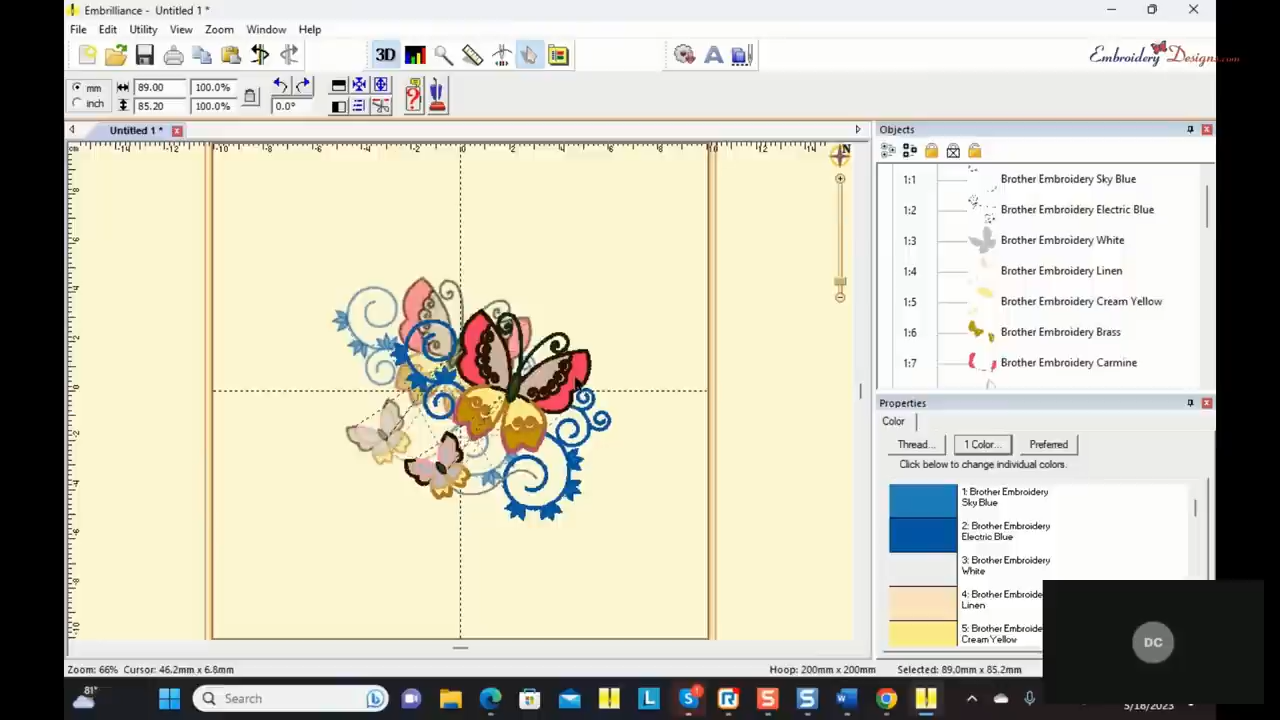 Embrilliance - Untitled 1 *
File Edit Utility View Zoom Window Help
3D
A
Embroidery Designs.com
mm
inch
89.00 100.0%
85.20 100.0%
0.0°
Untitled 1 *
N
Objects
1:1 Brother Embroidery Sky Blue
1:2 Brother Embroidery Electric Blue
1:3 Brother Embroidery White
1:4 Brother Embroidery Linen
1:5 Brother Embroidery Cream Yellow
1:6 Brother Embroidery Brass
1:7 Brother Embroidery Carmine
Properties
Color
Thread... 1 Color... Preferred
Click below to change individual colors.
1: Brother Embroidery
Sky Blue
2: Brother Embroidery
Electric Blue
3: Brother Embroidery
White
4: Brother Embroide
Linen
5: Brother Embroide
Cream Yellow
DC
Zoom: 66% Cursor: 46.2mm x 6.8mm
Hoop: 200mm x 200mm
Selected: 89.0mm x 85.2mm
81°
Search
5/18/2023